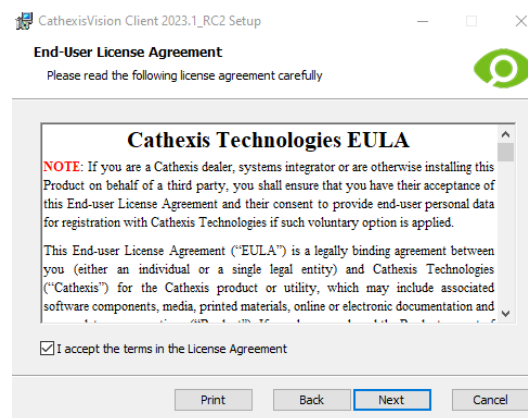 CathexisVision Client 2023.1_RC2 Setup
End-User License Agreement
Please read the following license agreement carefully
Cathexis Technologies EULA
NOTE: If you are a Cathexis dealer, systems integrator or are otherwise installing this
Product on behalf of a third party, you shall ensure that you have their acceptance of
this End-user License Agreement and their consent to provide end-user personal data
for registration with Cathexis Technologies if such voluntary option is applied.
This End-user License Agreement (“EULA”) is a legally binding agreement between
you (either an individual or a single legal entity) and Cathexis Technologies
(“Cathexis”) for the Cathexis product or utility, which may include associated
software components, media, printed materials, online or electronic documentation and
I accept the terms in the License Agreement
Print
Back
Next
Cancel